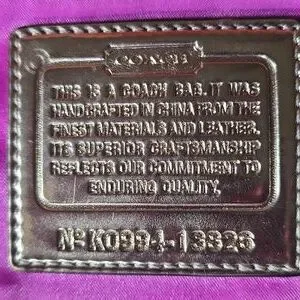 COACH
THIS IS A COACH BAG. IT WAS
HANDCRAFTED IN CHINA FROM THE
FINEST MATERIALS AND LEATHER.
ITS SUPERIOR CRAFTSMANSHIP
REFLECTS OUR COMMITMENT TO
ENDURING QUALITY.
Nº K0994-13826